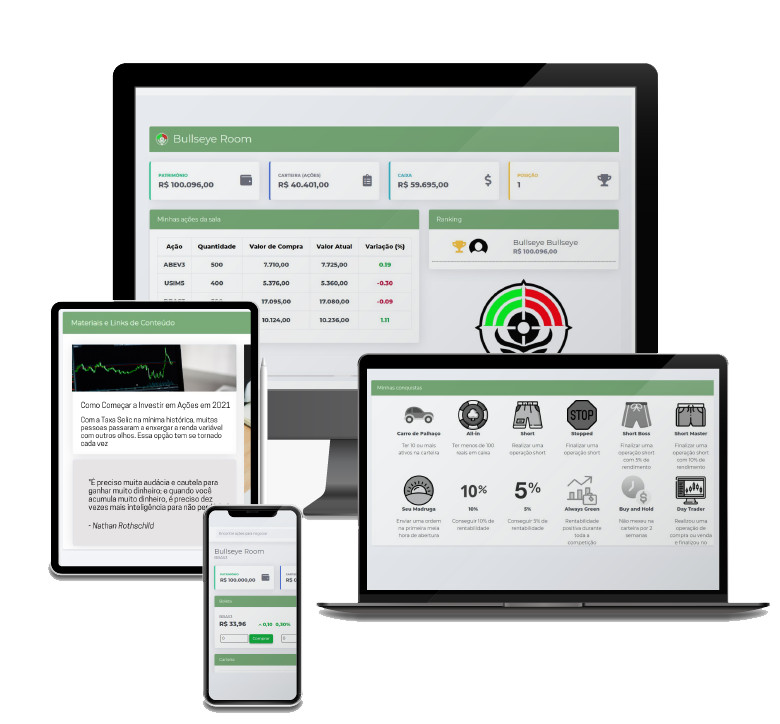 Bullseye Room
PATRIMÔNIO
R$ 100.096,00
CARTEIRA (AÇÕES)
R$ 40.401,00
CAIXA
R$ 59.695,00
POSIÇÃO
1
Minhas ações da sala
Ação Quantidade Valor de Compra Valor Atual Variação (%)
ABEV3 500 7.710,00 7.725,00 0.19
USIM5 400 5.376,00 5.360,00 -0.30
17.095,00 17.080,00 -0.09
10.124,00 10.236,00 1.11
Ranking
Bullseye Bullseye
R$ 100.096,00
Materiais e Links de Conteúdo
Como Começar a Investir em Ações em 2021
Com a Taxa Selic na mínima histórica, muitas
pessoas passaram a enxergar a renda variável
com outros olhos. Essa opção tem se tornado
cada vez
"É preciso muita audácia e cautela para
ganhar muito dinheiro; e quando você
acumula muito dinheiro, é preciso dez
vezes mais inteligência para não
- Nathan Rothschild
Bullseye Room
PATRIMÔNIO
R$ 100.000,00
R$ 33,96
+ 0,10 0,30%
0
Comprar
0
Minhas conquistas
Carro de Palhaço
Ter 10 ou mais
ativos na carteira
All-in
Ter menos de 100
reais em caixa
Short
Realizar uma
operação short
STOP
Stopped
Finalizar uma
operação short
Short Boss
Finalizar uma
operação short
com 5% de
rendimento
Short Master
Finalizar uma
operação short
com 10% de
rendimento
Seu Madruga
Enviar uma ordem
na primeira meia
hora de abertura
10%
10%
Conseguir 10% de
rentabilidade
5%
5%
Conseguir 5% de
rentabilidade
Always Green
Rentabilidade
positiva durante
toda a
competição
Buy and Hold
Não mexeu na
carteira por 2
semanas
Day Trader
Realizou uma
operação de
compra ou venda
e finalizou no